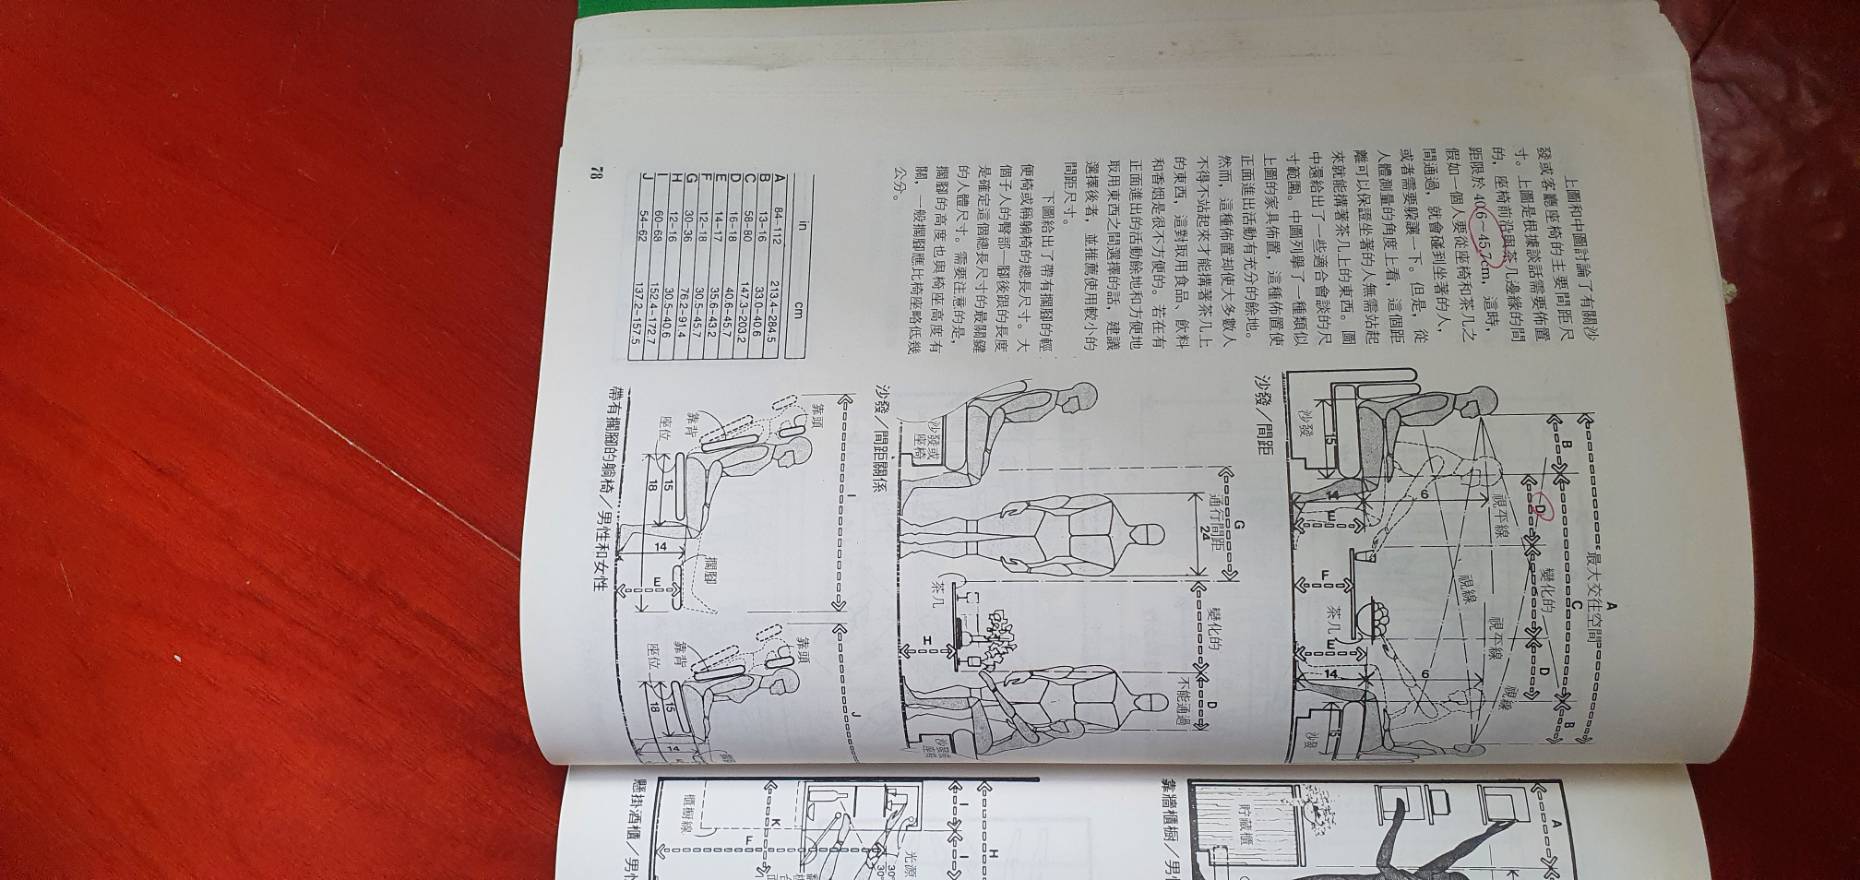 上圖和中圖討論了有關沙
發或客廳座椅的主要間距尺
寸。上圖是根據談話需要佈置
的，座椅前沿與茶几邊緣的間
距限於40.6~45.7cm，這時，
假如一個人要從座椅和茶几之
間通過，就會碰到坐著的人，
或者需要躲讓一下。但是，從
人體測量的角度上看，這個距
離可以保證坐著的人無需站起
來就能搆著茶几上的東西。圖
中還給出了一些適合會談的尺
寸範圍。中圖列舉了一種類似
上圖的家具佈置，這種佈置使
正面進出活動有充分的餘地。
然而，這種佈置却使大多數人
不得不站起來才能搆著茶几上
的東西，這對取用食品、飲料
和香烟是很不方便的。若在有
正面進出的活動餘地和方便地
取用東西之間選擇的話，建議
選擇後者，並推薦使用較小的
間距尺寸。
下圖給出了帶有擱腳的輕
便椅或稱躺椅的總長尺寸。大
個子人的臀部—腳後跟的長度
是確定這個總長尺寸的最關鍵
的人體尺寸。需要注意的是，
擱腳的高度也與椅座高度有
關，一般擱腳應比椅座略低幾
公分。
in cm
A 84-112 213.4-284.5
B 13-16 33.0-40.6
C 58-80 147.3-203.2
D 16-18 40.6-45.7
E 14-17 35.6-43.2
F 12-18 30.5-45.7
G 30-36 76.2-91.4
H 12-16 30.5-40.6
I 60-68 152.4-172.7
J 54-62 137.2-157.5
78
A
最大交往空間
B C B
D 變化的 D
視平線 視平線 視線
視線
6 6
15 14 E F 茶几 E 14 15
沙發 沙發
沙發／間距
G
通行間距 變化的 D
24 不能通過
沙發或
座椅
茶几 H
沙發或
座椅
沙發／間距關係
I J
靠頭 靠頭
擱腳
靠背 靠背
座位 15 14 E 座位 15 14
18 18
帶有擱腳的躺椅／男性和女性
A
貯藏櫃
靠牆櫃橱／男性
H
I I
光源
30°
30°
K F
櫃橱線
懸掛酒櫃／男性